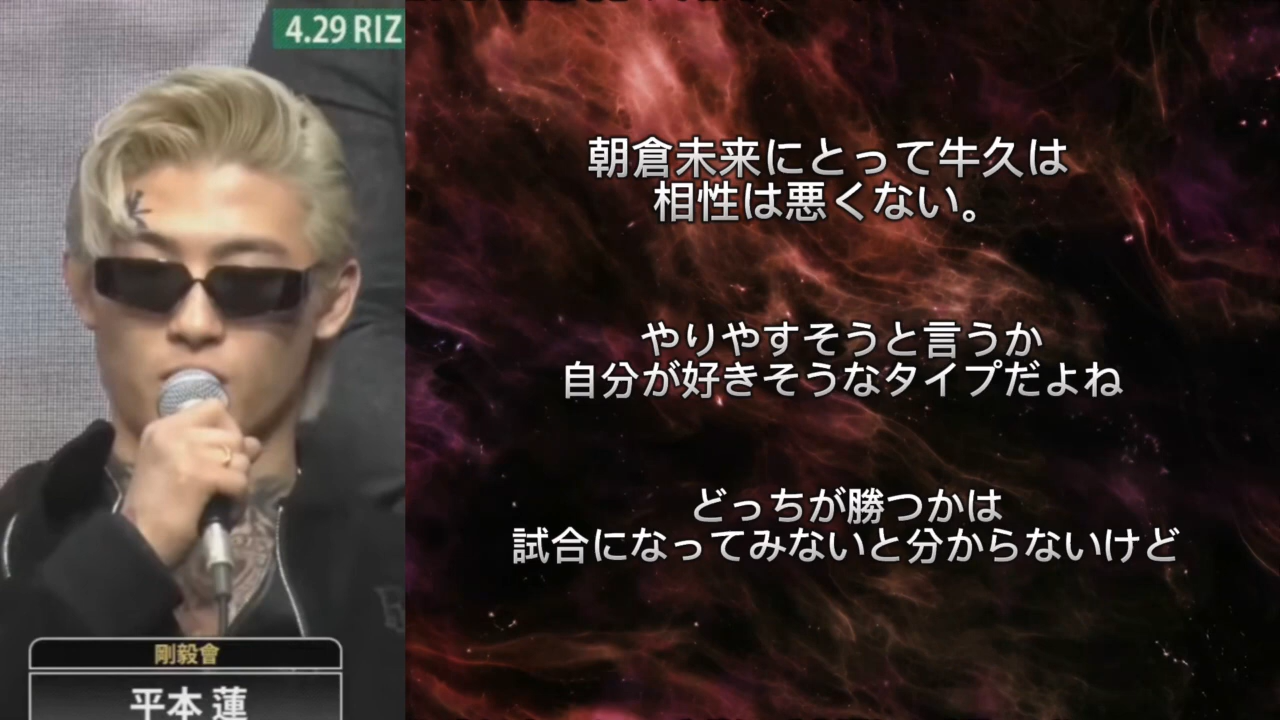 4.29 RIZ
朝倉未来にとって牛久は
相性は悪くない。
やりやすそうと言うか
自分が好きそうなタイプだよね
どっちが勝つかは
試合になってみないと分からないけど
剛毅會
平本 蓮